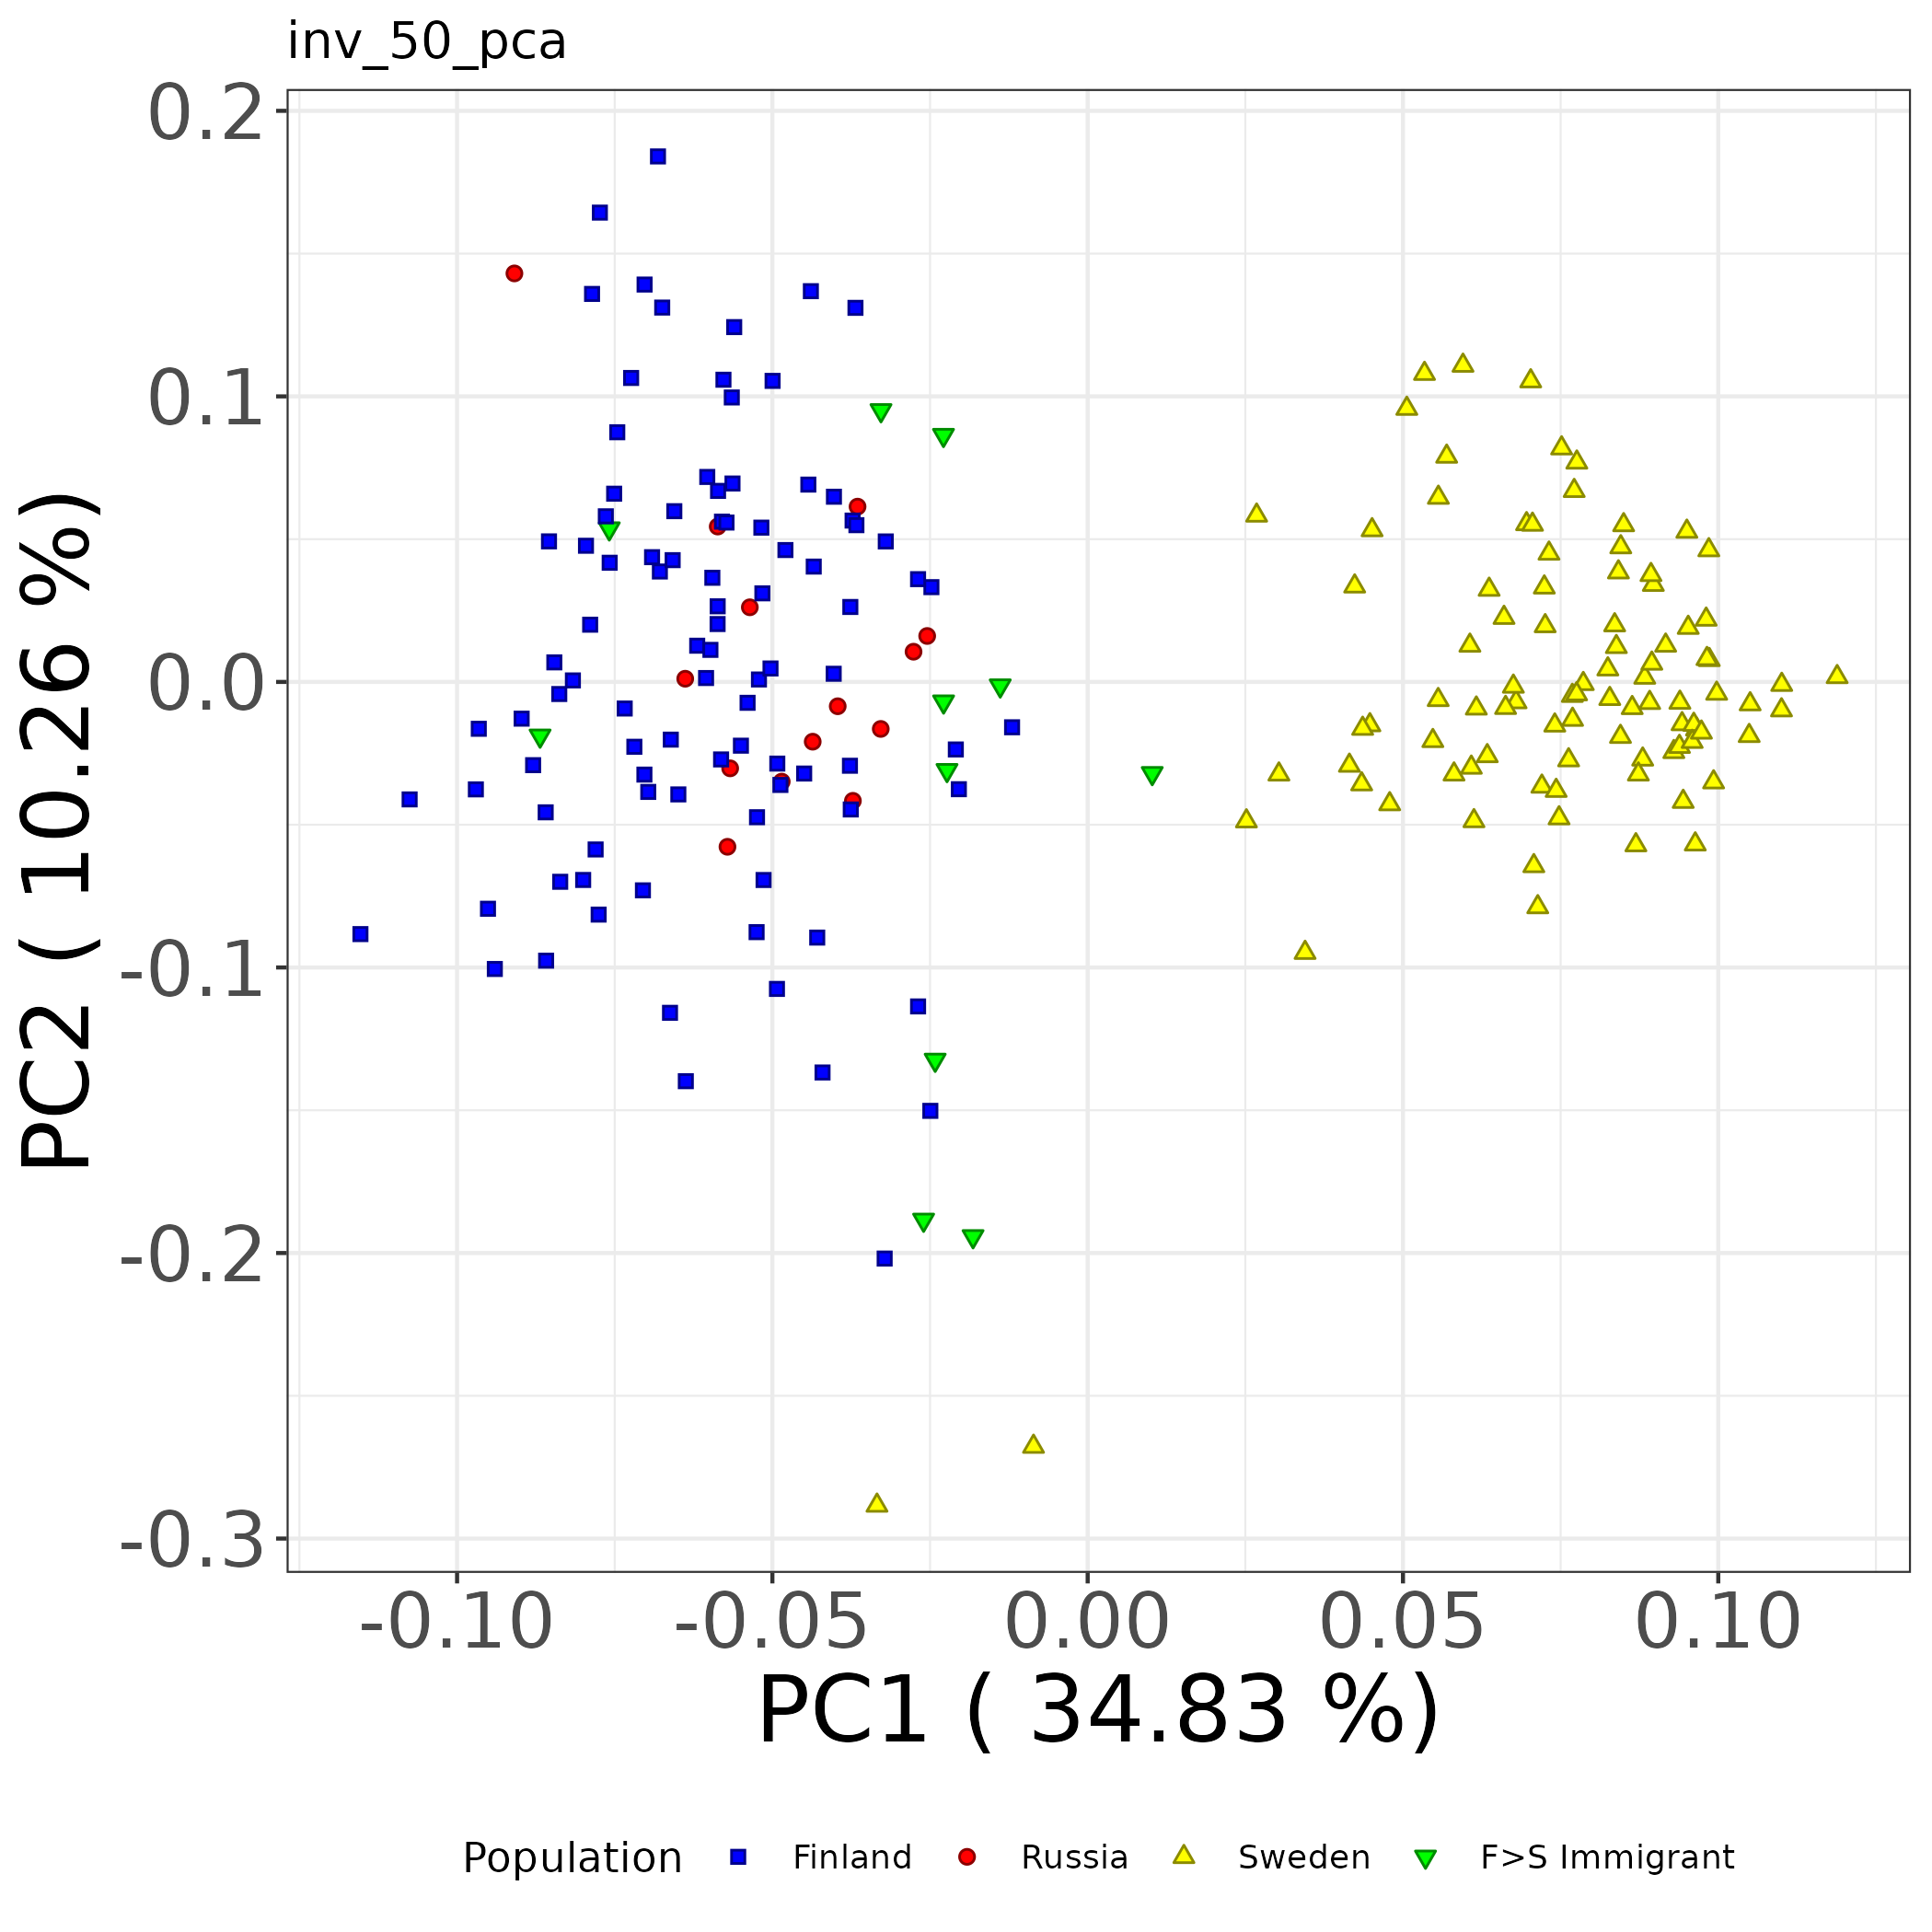 inv_50_pca
0.2
0.1
0.0
-0.1
-0.2
-0.3
PC2 ( 10.26 %)
-0.10 -0.05 0.00 0.05 0.10
PC1 ( 34.83 %)
Population Finland Russia Sweden F>S Immigrant